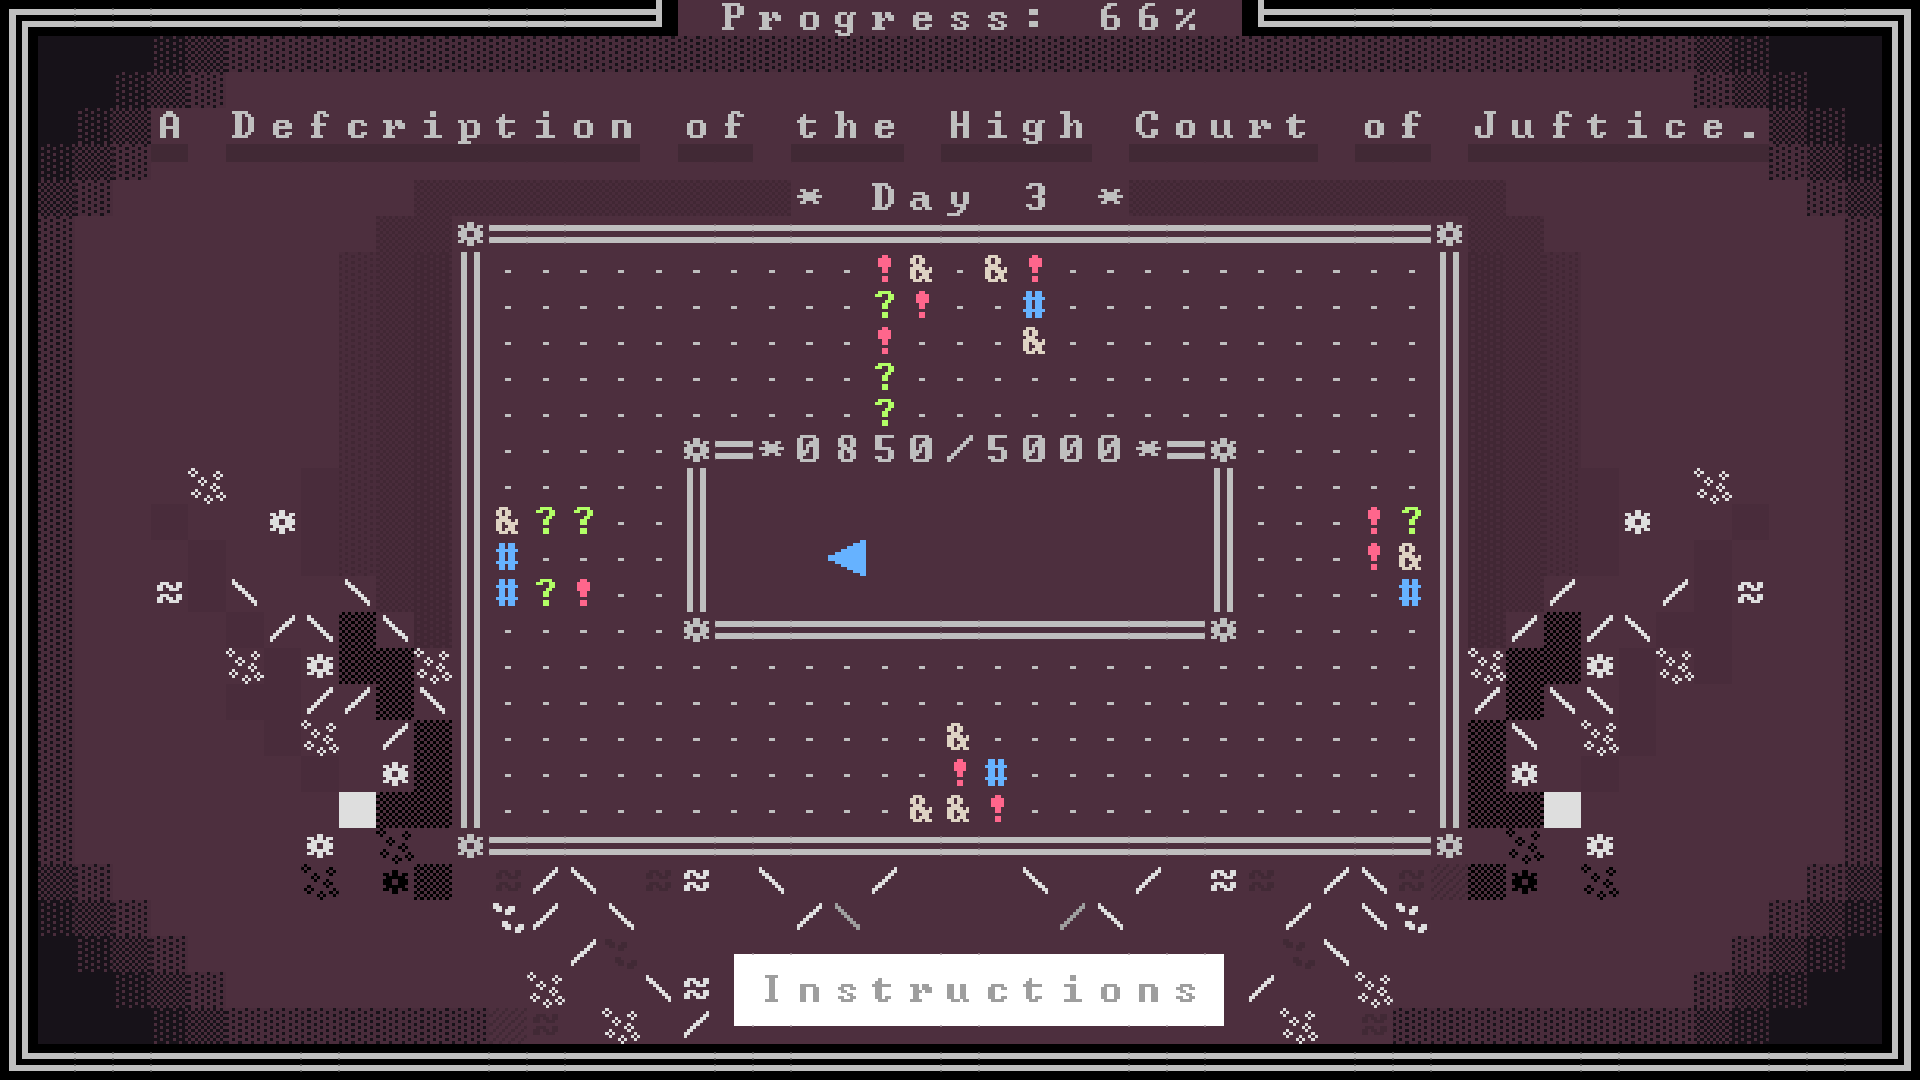 Progress: 66%
A Defcription of the High Court of Juftice.
* Day 3 *
! & - & !
? ! - - #
! - - - &
?
?
*0850/5000*
& ? ? ! ?
# ! &
# ? ! #
&
! #
& & !
Instructions